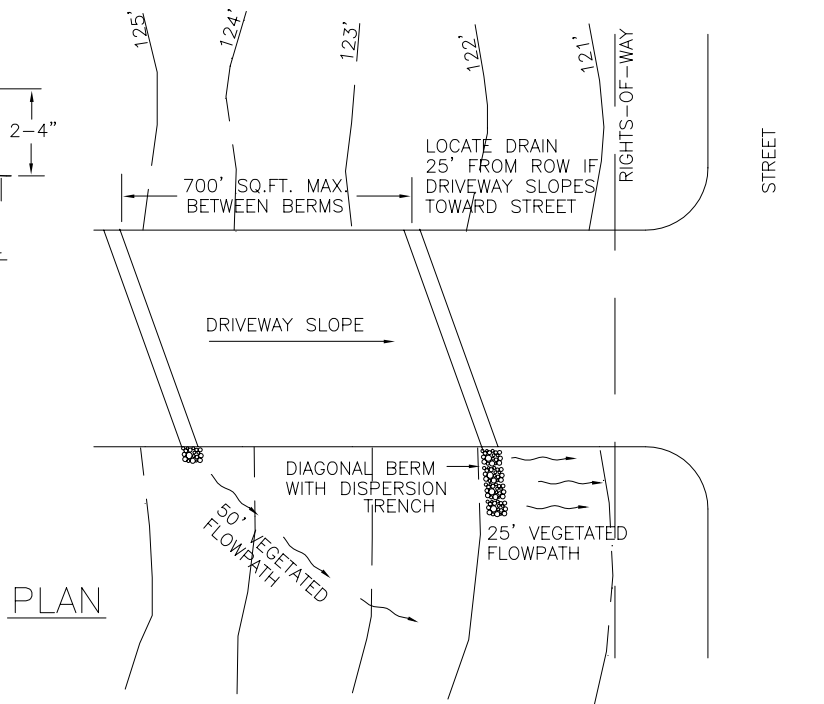 125'
124'
123'
122'
121'
RIGHTS-OF-WAY
STREET
2-4"
LOCATE DRAIN
25' FROM ROW IF
DRIVEWAY SLOPES
TOWARD STREET
700' SQ.FT. MAX.
BETWEEN BERMS
DRIVEWAY SLOPE
DIAGONAL BERM
WITH DISPERSION
TRENCH
50' VEGETATED
FLOWPATH
25' VEGETATED
FLOWPATH
PLAN